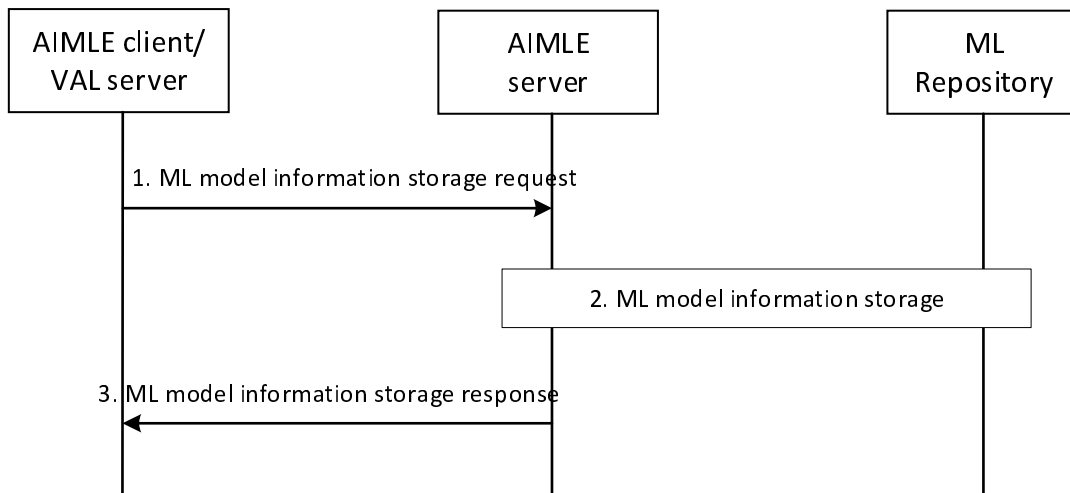 AIMLE client/
VAL server
AIMLE
server
ML
Repository
1. ML model information storage request
2. ML model information storage
3. ML model information storage response